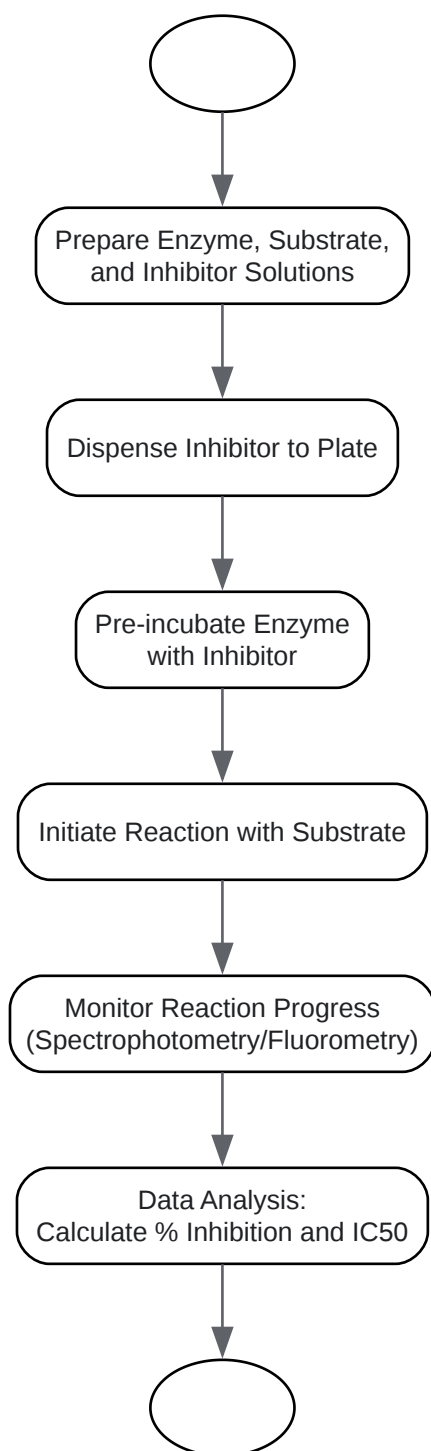 Prepare Enzyme, Substrate,
and Inhibitor Solutions
Dispense Inhibitor to Plate
Pre-incubate Enzyme
with Inhibitor
Initiate Reaction with Substrate
Monitor Reaction Progress
(Spectrophotometry/Fluorometry)
Data Analysis:
Calculate % Inhibition and IC50